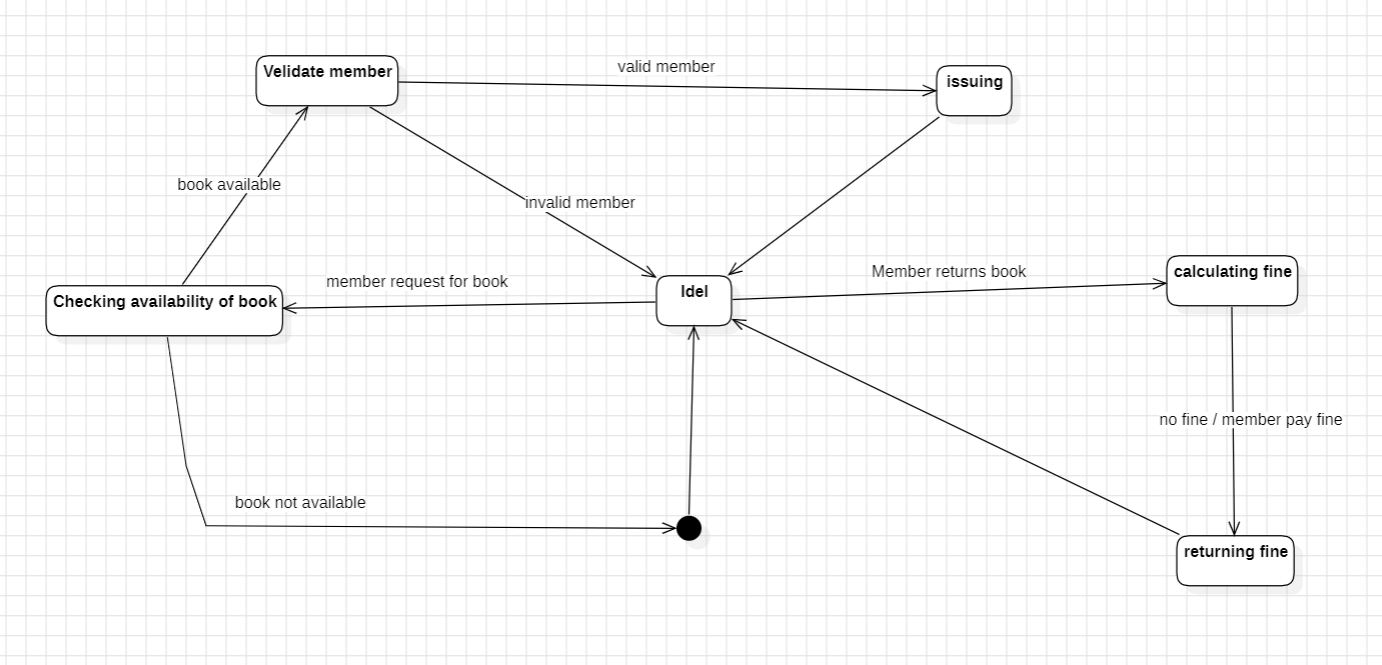 Velidate member
valid member
issuing
book available
invalid member
member request for book
Member returns book
calculating fine
Checking availability of book
Idel
no fine / member pay fine
book not available
returning fine